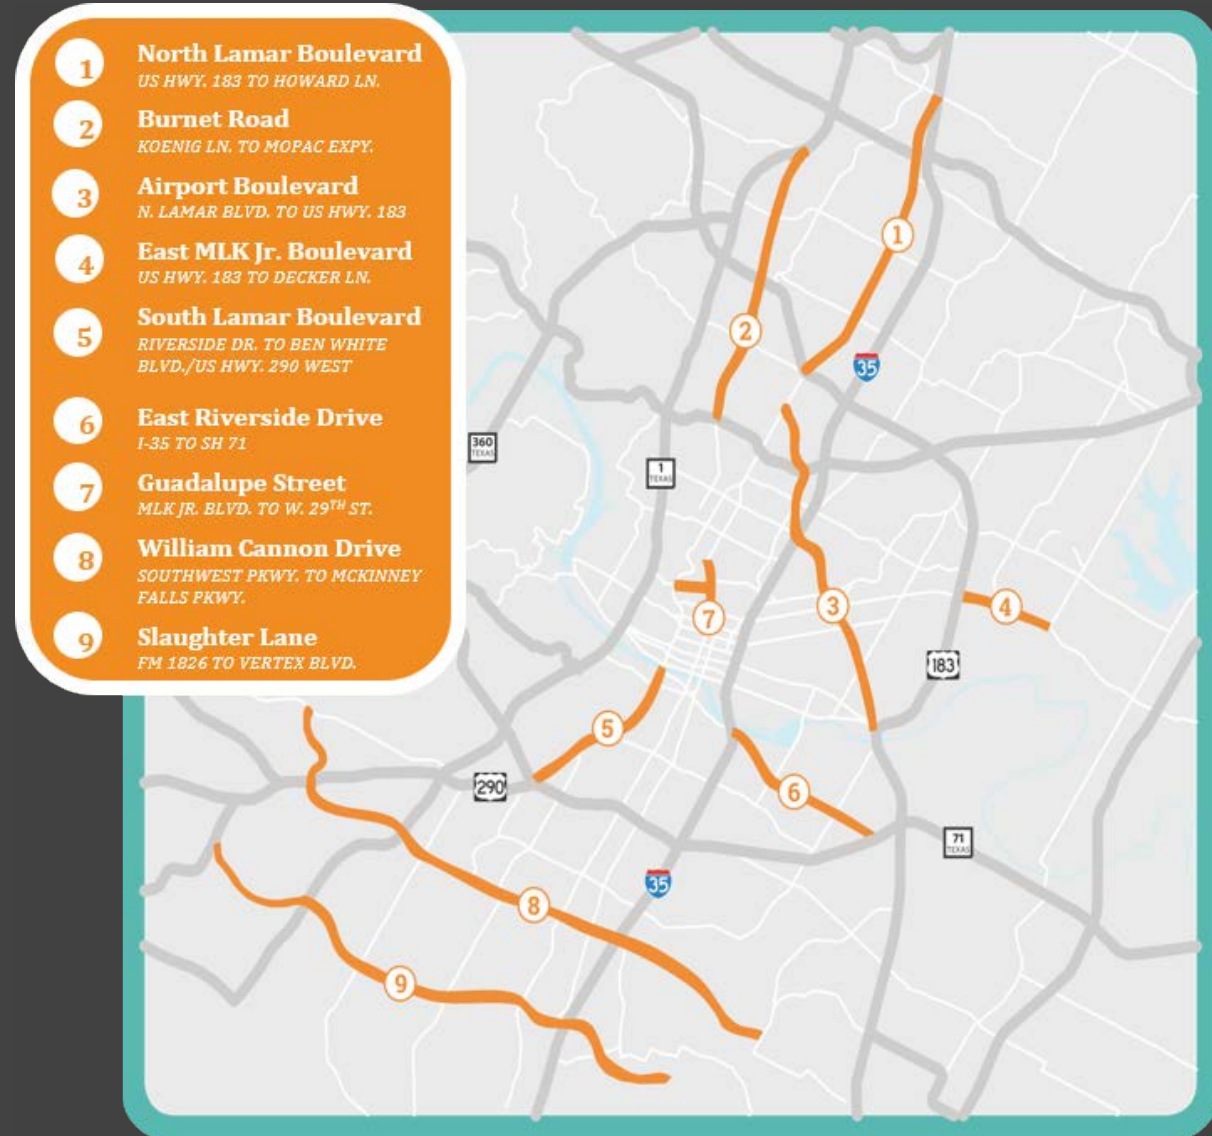 1
North Lamar Boulevard
US HWY. 183 TO HOWARD LN.
2
Burnet Road
KOENIG LN. TO MOPAC EXPY.
3
Airport Boulevard
N. LAMAR BLVD. TO US HWY. 183
4
East MLK Jr. Boulevard
US HWY. 183 TO DECKER LN.
5
South Lamar Boulevard
RIVERSIDE DR. TO BEN WHITE
BLVD./US HWY. 290 WEST
6
East Riverside Drive
I-35 TO SH 71
7
Guadalupe Street
MLK JR. BLVD. TO W. 29TH ST.
8
William Cannon Drive
SOUTHWEST PKWY. TO MCKINNEY
FALLS PKWY.
9
Slaughter Lane
FM 1826 TO VERTEX BLVD.
1
2
35
360
TEXAS
1
TEXAS
3
4
7
183
5
6
290
71
TEXAS
35
8
9